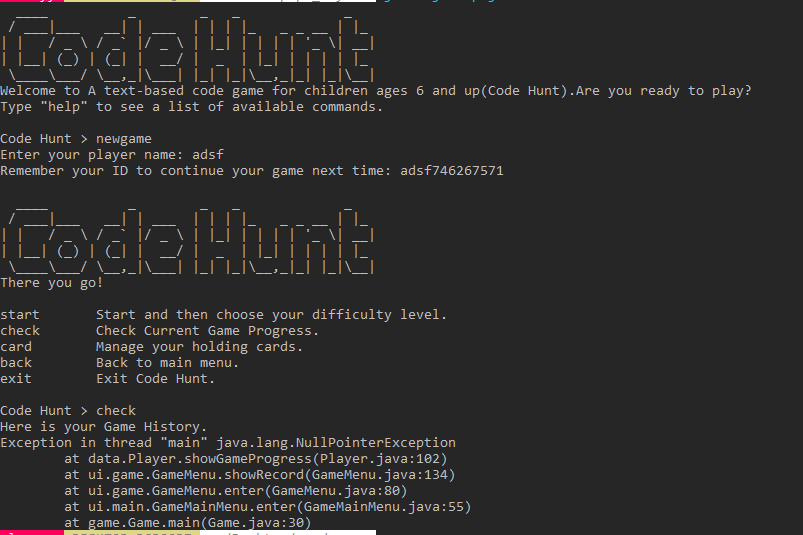 Code Hunt
Welcome to A text-based code game for children ages 6 and up(Code Hunt).Are you ready to play?
Type "help" to see a list of available commands.
Code Hunt > newgame
Enter your player name: adsf
Remember your ID to continue your game next time: adsf746267571
Code Hunt
There you go!
start Start and then choose your difficulty level.
check Check Current Game Progress.
card Manage your holding cards.
back Back to main menu.
exit Exit Code Hunt.
Code Hunt > check
Here is your Game History.
Exception in thread "main" java.lang.NullPointerException
at data.Player.showGameProgress(Player.java:102)
at ui.game.GameMenu.showRecord(GameMenu.java:134)
at ui.game.GameMenu.enter(GameMenu.java:80)
at ui.main.GameMainMenu.enter(GameMainMenu.java:55)
at game.Game.main(Game.java:30)